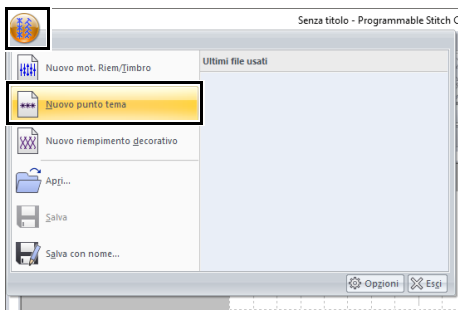 Senza titolo - Programmable Stitch C
Nuovo mot. Riem/Timbro
Ultimi file usati
Nuovo punto tema
Nuovo riempimento decorativo
Apri...
Salva
Salva con nome...
Opzioni
Esci